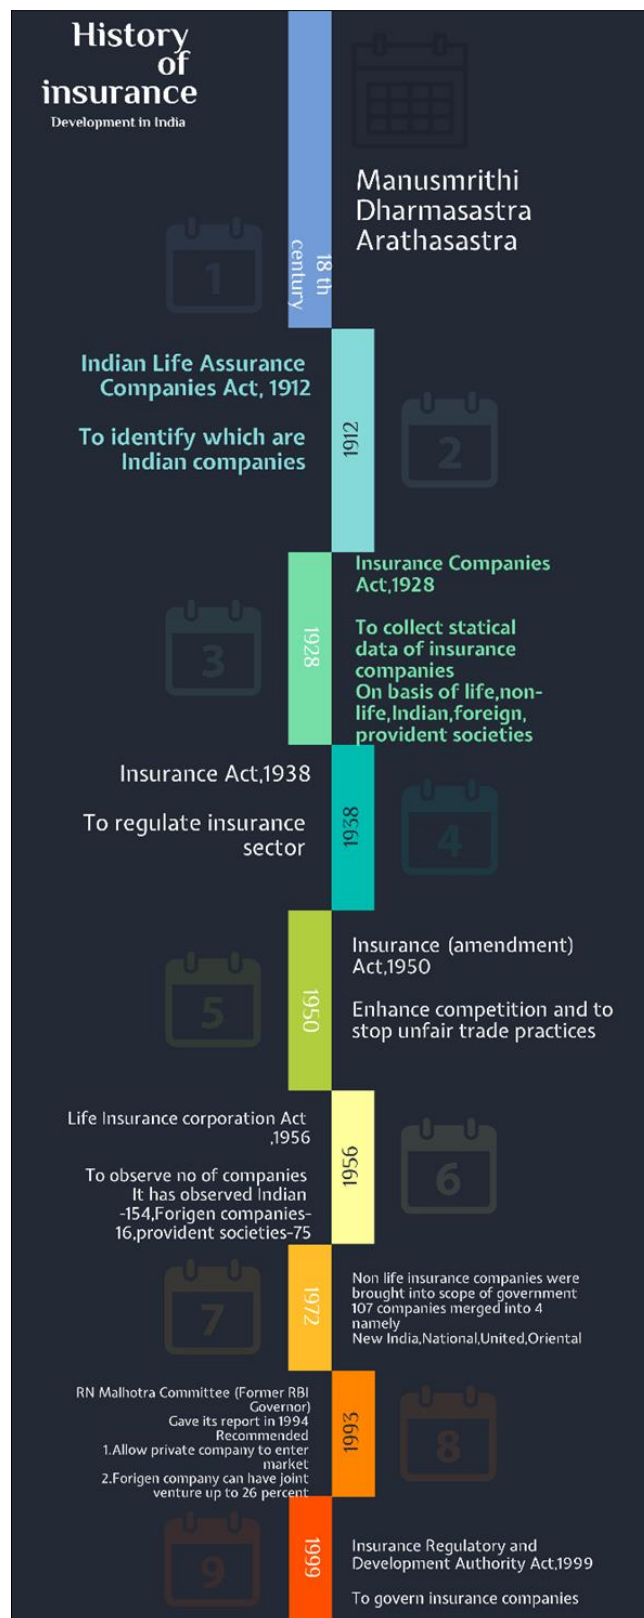 History
of
insurance
Development in India
Manusmrithi
Dharmasastra
Arathasastra
1
18 th
century
Indian Life Assurance
Companies Act, 1912
To identify which are
Indian companies
1912
2
Insurance Companies
Act,1928
To collect statical
data of insurance
companies
On basis of life,non-
life,Indian,foreign,
provident societies
1928
3
Insurance Act,1938
To regulate insurance
sector
1938
4
Insurance (amendment)
Act,1950
Enhance competition and to
stop unfair trade practices
1950
5
Life Insurance corporation Act
,1956
To observe no of companies
It has observed Indian
-154,Forigen companies-
16,provident societies-75
1956
6
Non life insurance companies were
brought into scope of government
107 companies merged into 4
namely
New India,National,United,Oriental
1972
7
RN Malhotra Committee (Former RBI
Governor)
Gave its report in 1994
Recommended
1.Allow private company to enter
market
2.Forigen company can have joint
venture up to 26 percent
1993
8
Insurance Regulatory and
Development Authority Act,1999
To govern insurance companies
1999
9